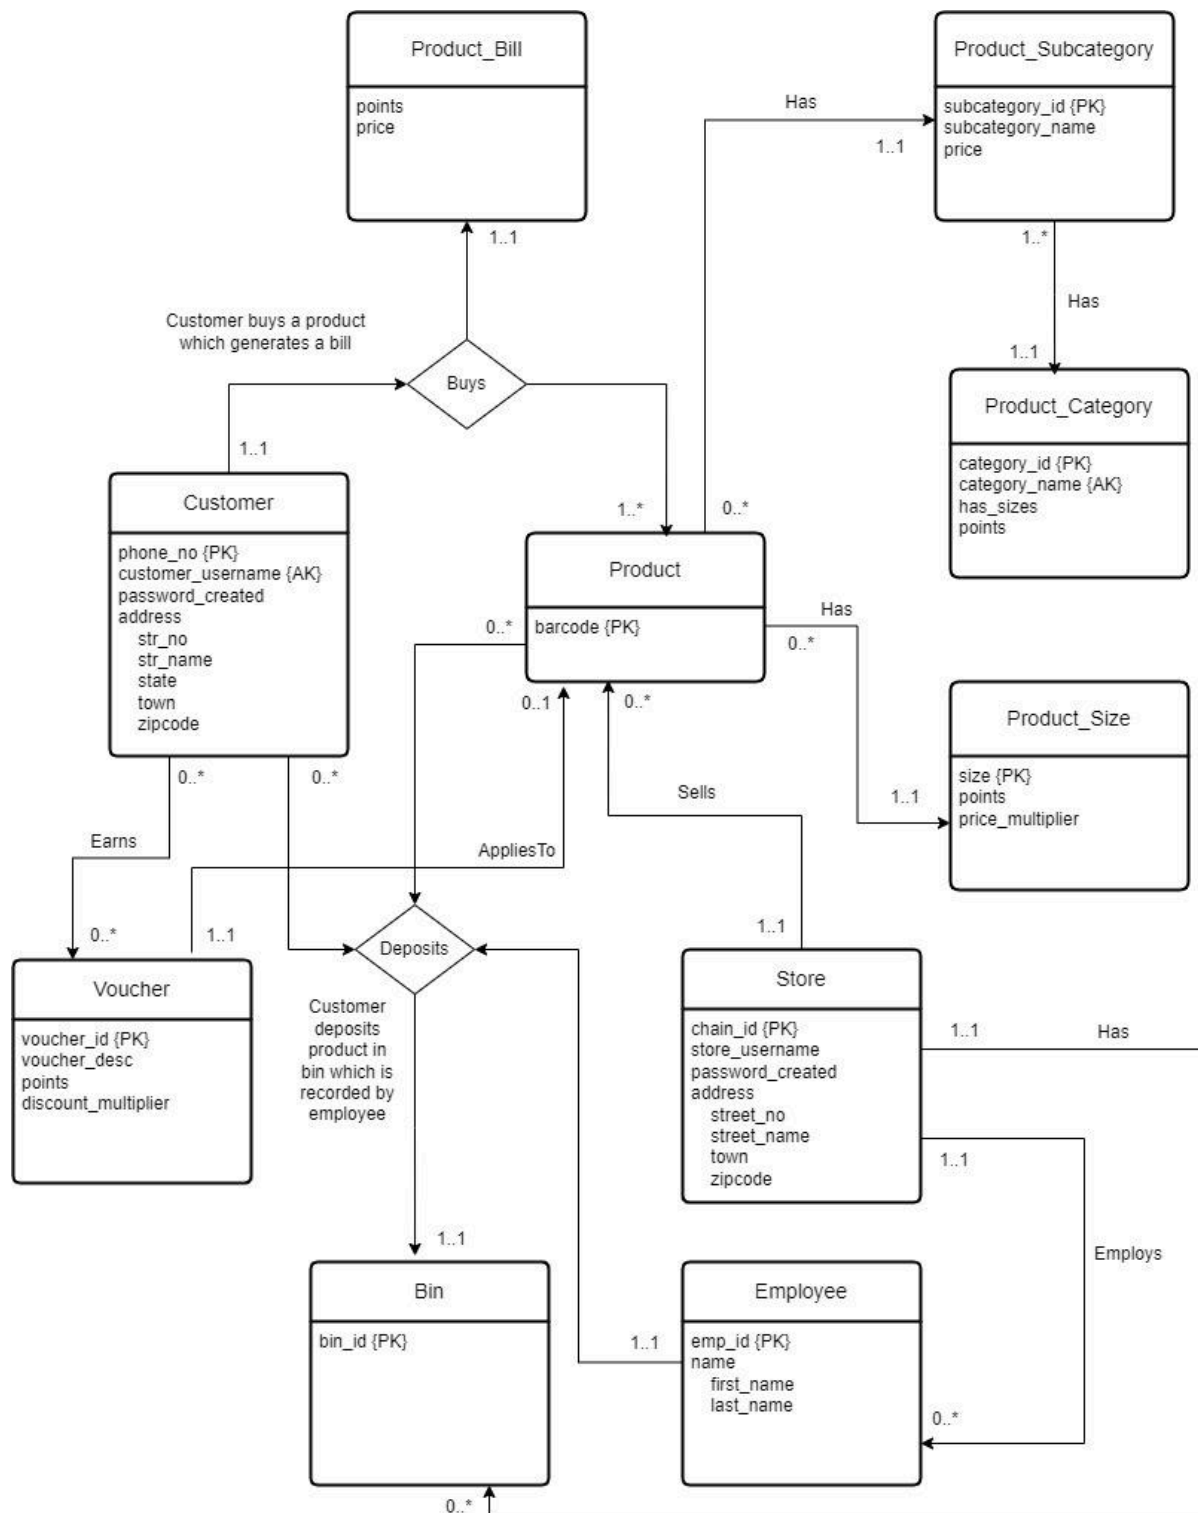 Product_Bill
points
price
Product_Subcategory
subcategory_id {PK}
subcategory_name
price
Has
1..1
1..1
1..*
Customer buys a product
which generates a bill
Has
1..1
Buys
Product_Category
category_id {PK}
category_name {AK}
has_sizes
points
1..1
Customer
phone_no {PK}
customer_username {AK}
password_created
address
str_no
str_name
state
town
zipcode
1..*
0..*
Product
barcode {PK}
Has
0..*
0..*
0..1
0..*
Product_Size
size {PK}
points
price_multiplier
0..*
0..*
Sells
1..1
Earns
AppliesTo
0..*
1..1
1..1
Deposits
Voucher
voucher_id {PK}
voucher_desc
points
discount_multiplier
Customer
deposits
product in
bin which is
recorded by
employee
Store
chain_id {PK}
store_username
password_created
address
street_no
street_name
town
zipcode
1..1
Has
1..1
1..1
Employs
Bin
bin_id {PK}
1..1
Employee
emp_id {PK}
name
first_name
last_name
0..*
0..*